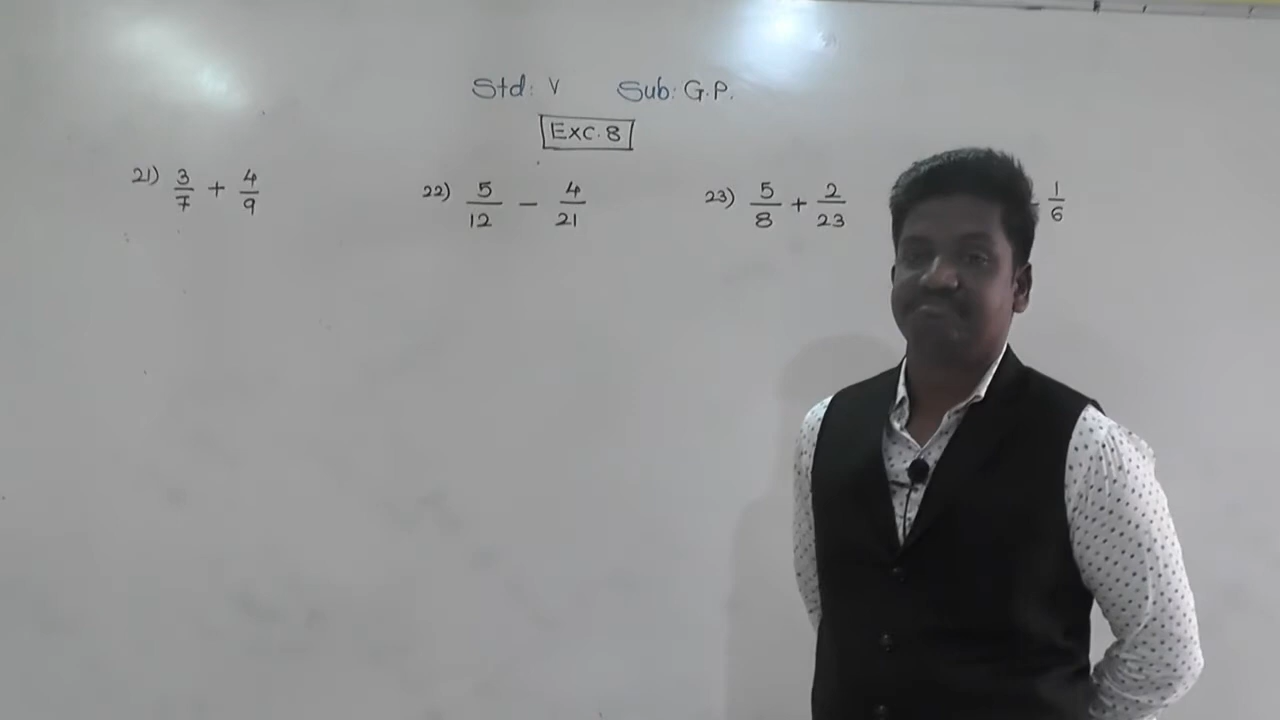 Std: V Sub: G.P.
Exc. 8
21) 3/7 + 4/9
22) 5/12 - 4/21
23) 5/8 + 2/23
1/6